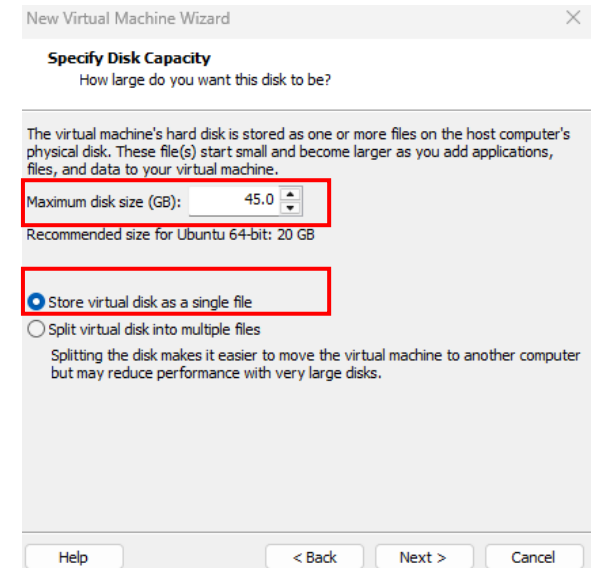 New Virtual Machine Wizard
Specify Disk Capacity
How large do you want this disk to be?
The virtual machine's hard disk is stored as one or more files on the host computer's
physical disk. These file(s) start small and become larger as you add applications,
files, and data to your virtual machine.
Maximum disk size (GB): 45.0
Recommended size for Ubuntu 64-bit: 20 GB
Store virtual disk as a single file
Split virtual disk into multiple files
Splitting the disk makes it easier to move the virtual machine to another computer
but may reduce performance with very large disks.
Help < Back Next > Cancel